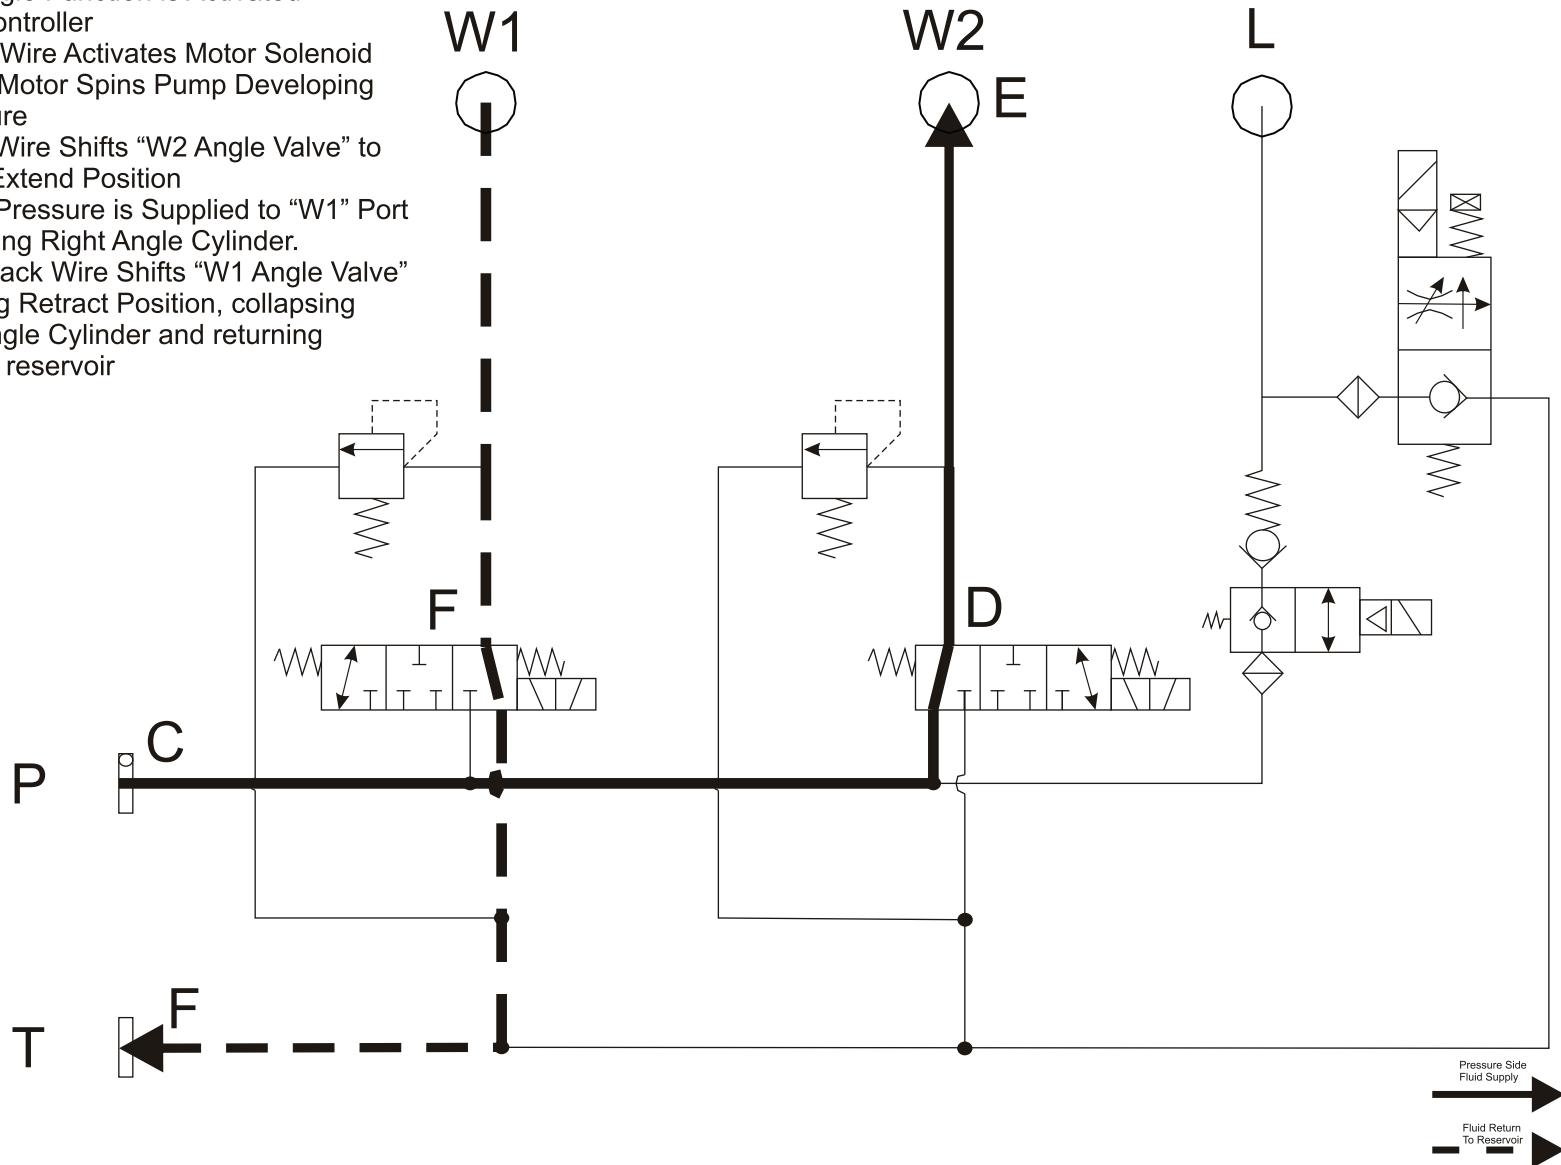 ontroller
Wire Activates Motor Solenoid
Motor Spins Pump Developing
ure
Wire Shifts “W2 Angle Valve” to
Extend Position
Pressure is Supplied to “W1” Port
ng Right Angle Cylinder.
ack Wire Shifts “W1 Angle Valve”
g Retract Position, collapsing
ngle Cylinder and returning
reservoir
W1
W2
L
E
F
D
C
P
F
T
Pressure Side
Fluid Supply
Fluid Return
To Reservoir